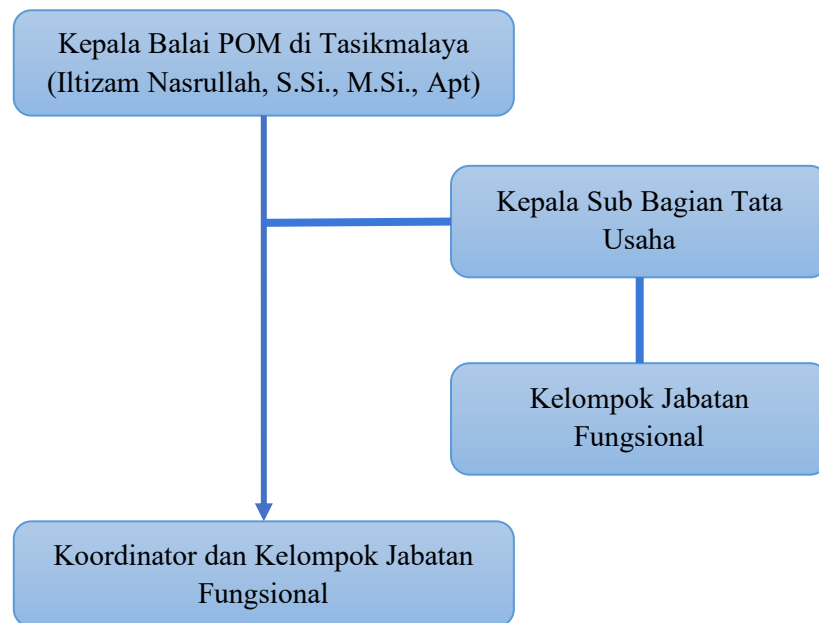 Kepala Balai POM di Tasikmalaya
(Iltizam Nasrullah, S.Si., M.Si., Apt)
Kepala Sub Bagian Tata
Usaha
Kelompok Jabatan
Fungsional
Koordinator dan Kelompok Jabatan
Fungsional